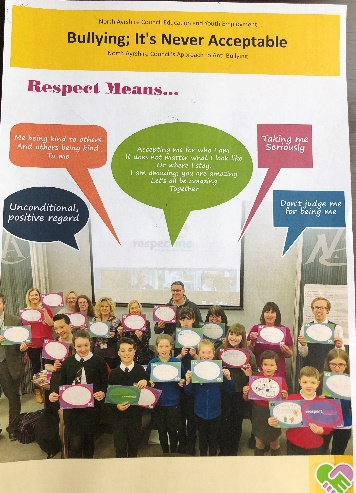 North Ayrshire Council Education and Youth Employment
Bullying; It's Never Acceptable
North Ayrshire Council's Approach to Anti-Bullying
Respect Means...
Me being kind to others
And others being kind
To me
Accepting me for who I am
It does not matter what I look like
Or where I stay.
I am amazing; you are amazing
Let's all be amazing
Together
Taking me
Seriously
Unconditional,
positive regard
Don't judge me
for being me
respectme